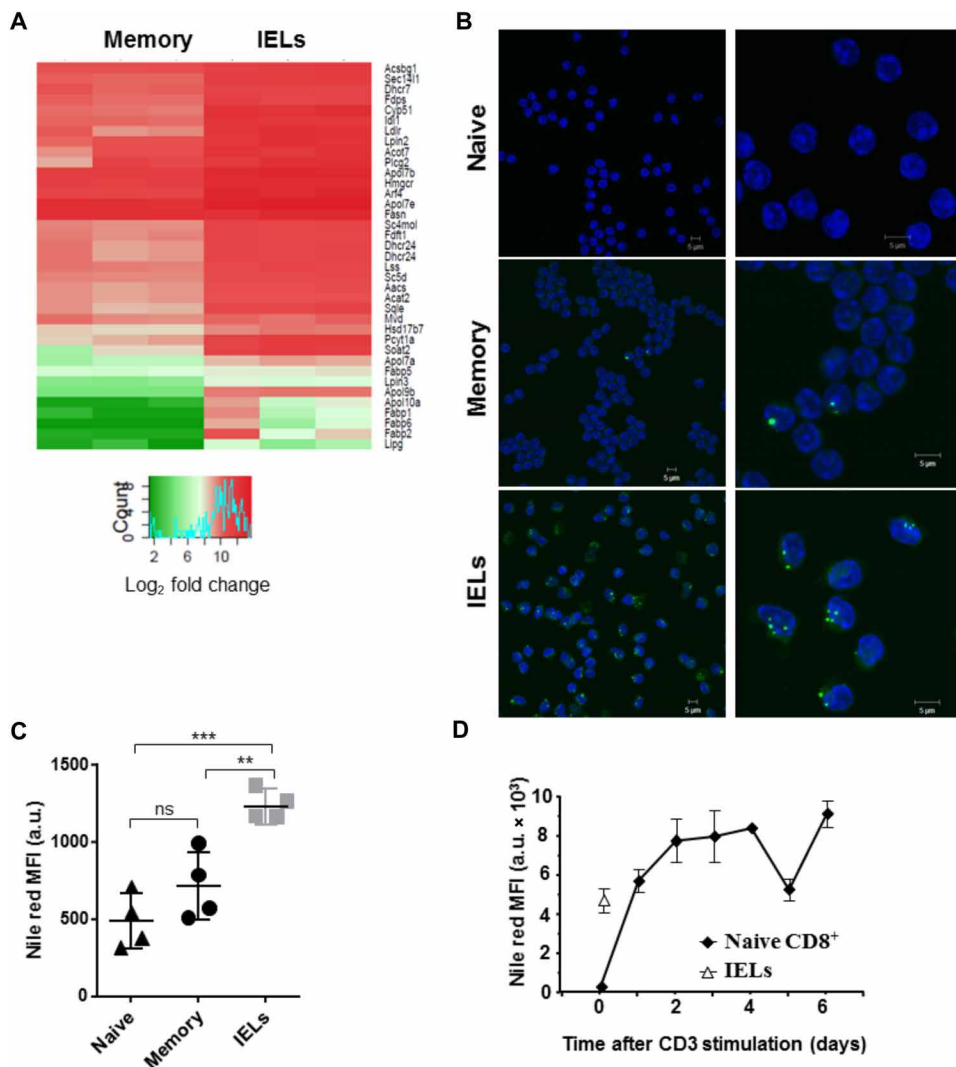 A
Memory IELs
Acsbg1
Sec14l1
Dhcr7
Fdps
Cyp51
Idi1
Ldlr
Lpin2
Acot7
Plcg2
Apol7b
Hmgcr
Arf4
Apol7e
Fasn
Sc4mol
Fdft1
Dhcr24
Dhcr24
Lss
Sc5d
Aacs
Acat2
Sqle
Mvd
Hsd17b7
Pcyt1a
Soat2
Apol7a
Fabp5
Lpin3
Apol9b
Apol10a
Fabp1
Fabp6
Fabp2
Lipg
Count
0 4 8
2 6 10
Log₂ fold change
B
Naive
5 µm
5 µm
Memory
5 µm
5 µm
IELs
5 µm
5 µm
C
***
**
ns
1500
1000
500
0
Nile red MFI (a.u.)
Naive
Memory
IELs
D
10
8
6
4
2
0
Nile red MFI (a.u. × 10³)
Naive CD8⁺
IELs
0 2 4 6
Time after CD3 stimulation (days)